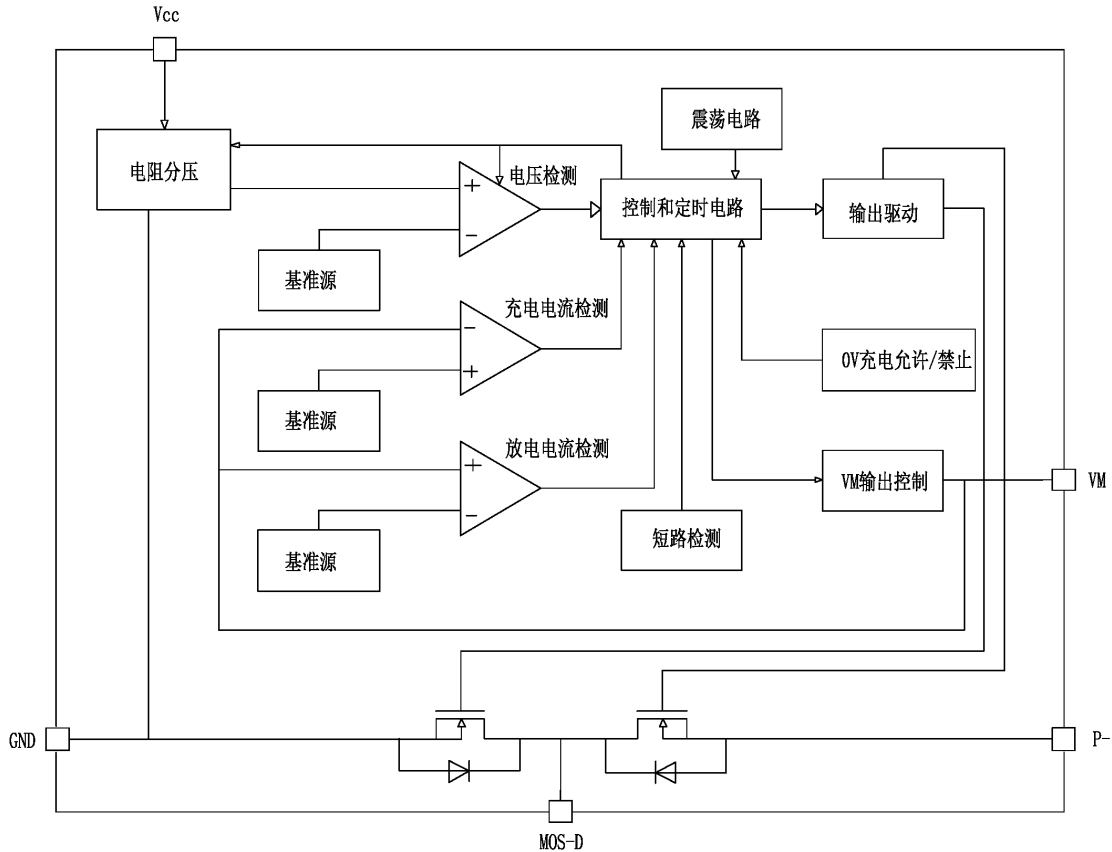 Vcc
震荡电路
电阻分压
电压检测
+
控制和定时电路
输出驱动
−
基准源
充电电流检测
−
0V充电允许/禁止
+
基准源
放电电流检测
+
VM输出控制
VM
−
短路检测
基准源
GND
P-
MOS-D